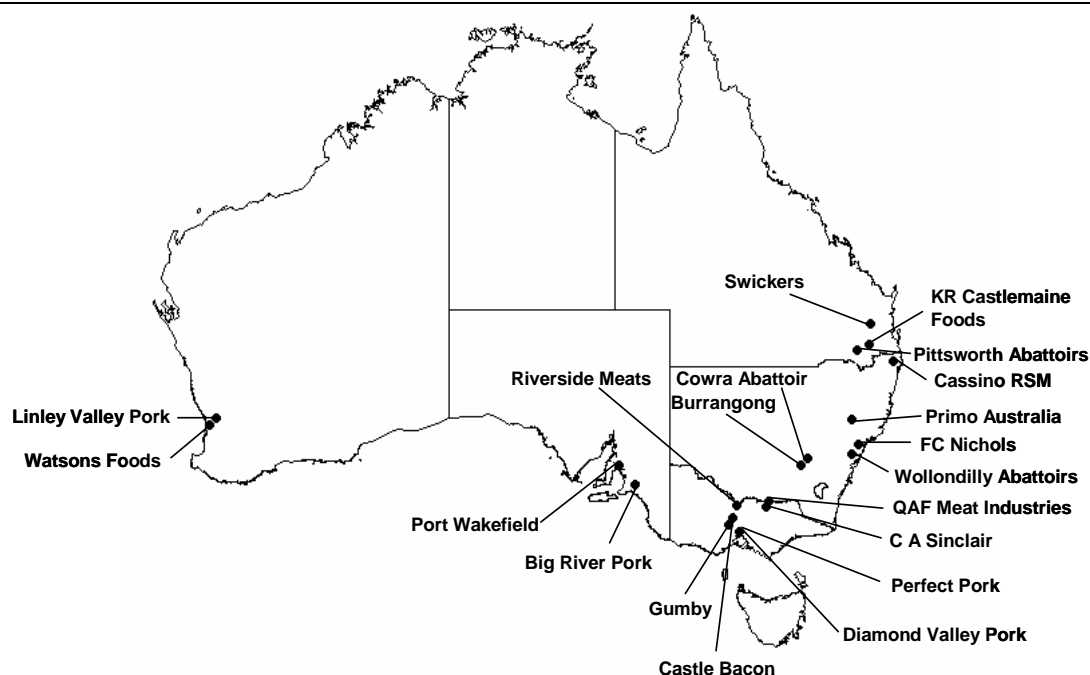 Swickers
KR Castlemaine
Foods
Pittsworth Abattoirs
Cassino RSM
Riverside Meats
Cowra Abattoir
Burrangong
Linley Valley Pork
Primo Australia
FC Nichols
Watsons Foods
Wollondilly Abattoirs
QAF Meat Industries
Port Wakefield
C A Sinclair
Big River Pork
Perfect Pork
Gumby
Diamond Valley Pork
Castle Bacon